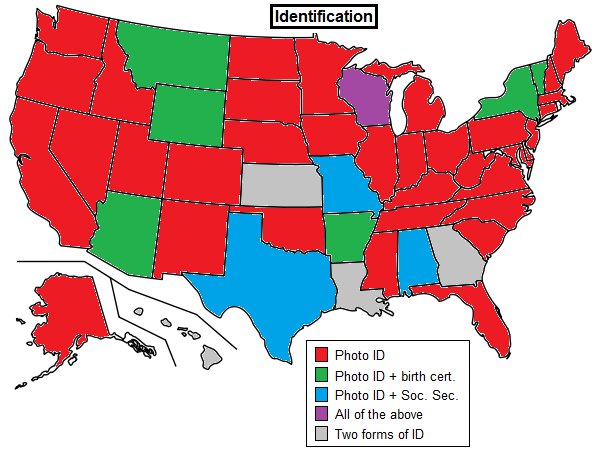 Identification
Photo ID
Photo ID + birth cert.
Photo ID + Soc. Sec.
All of the above
Two forms of ID